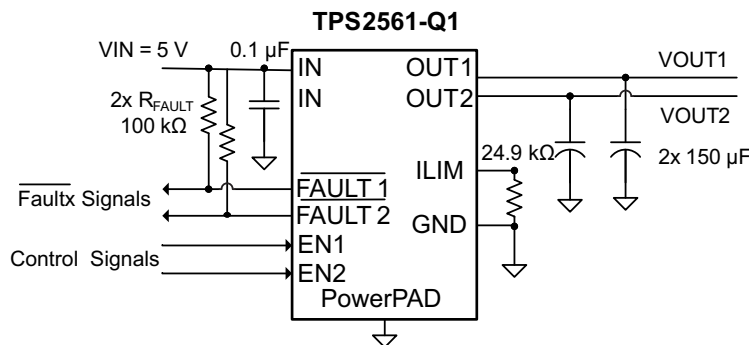 TPS2561-Q1
VIN = 5 V
0.1 µF
IN
OUT1
VOUT1
IN
OUT2
VOUT2
2x RFAULT
100 kΩ
24.9 kΩ
2x 150 µF
ILIM
Faultx Signals
FAULT 1
FAULT 2
GND
EN1
Control Signals
EN2
PowerPAD